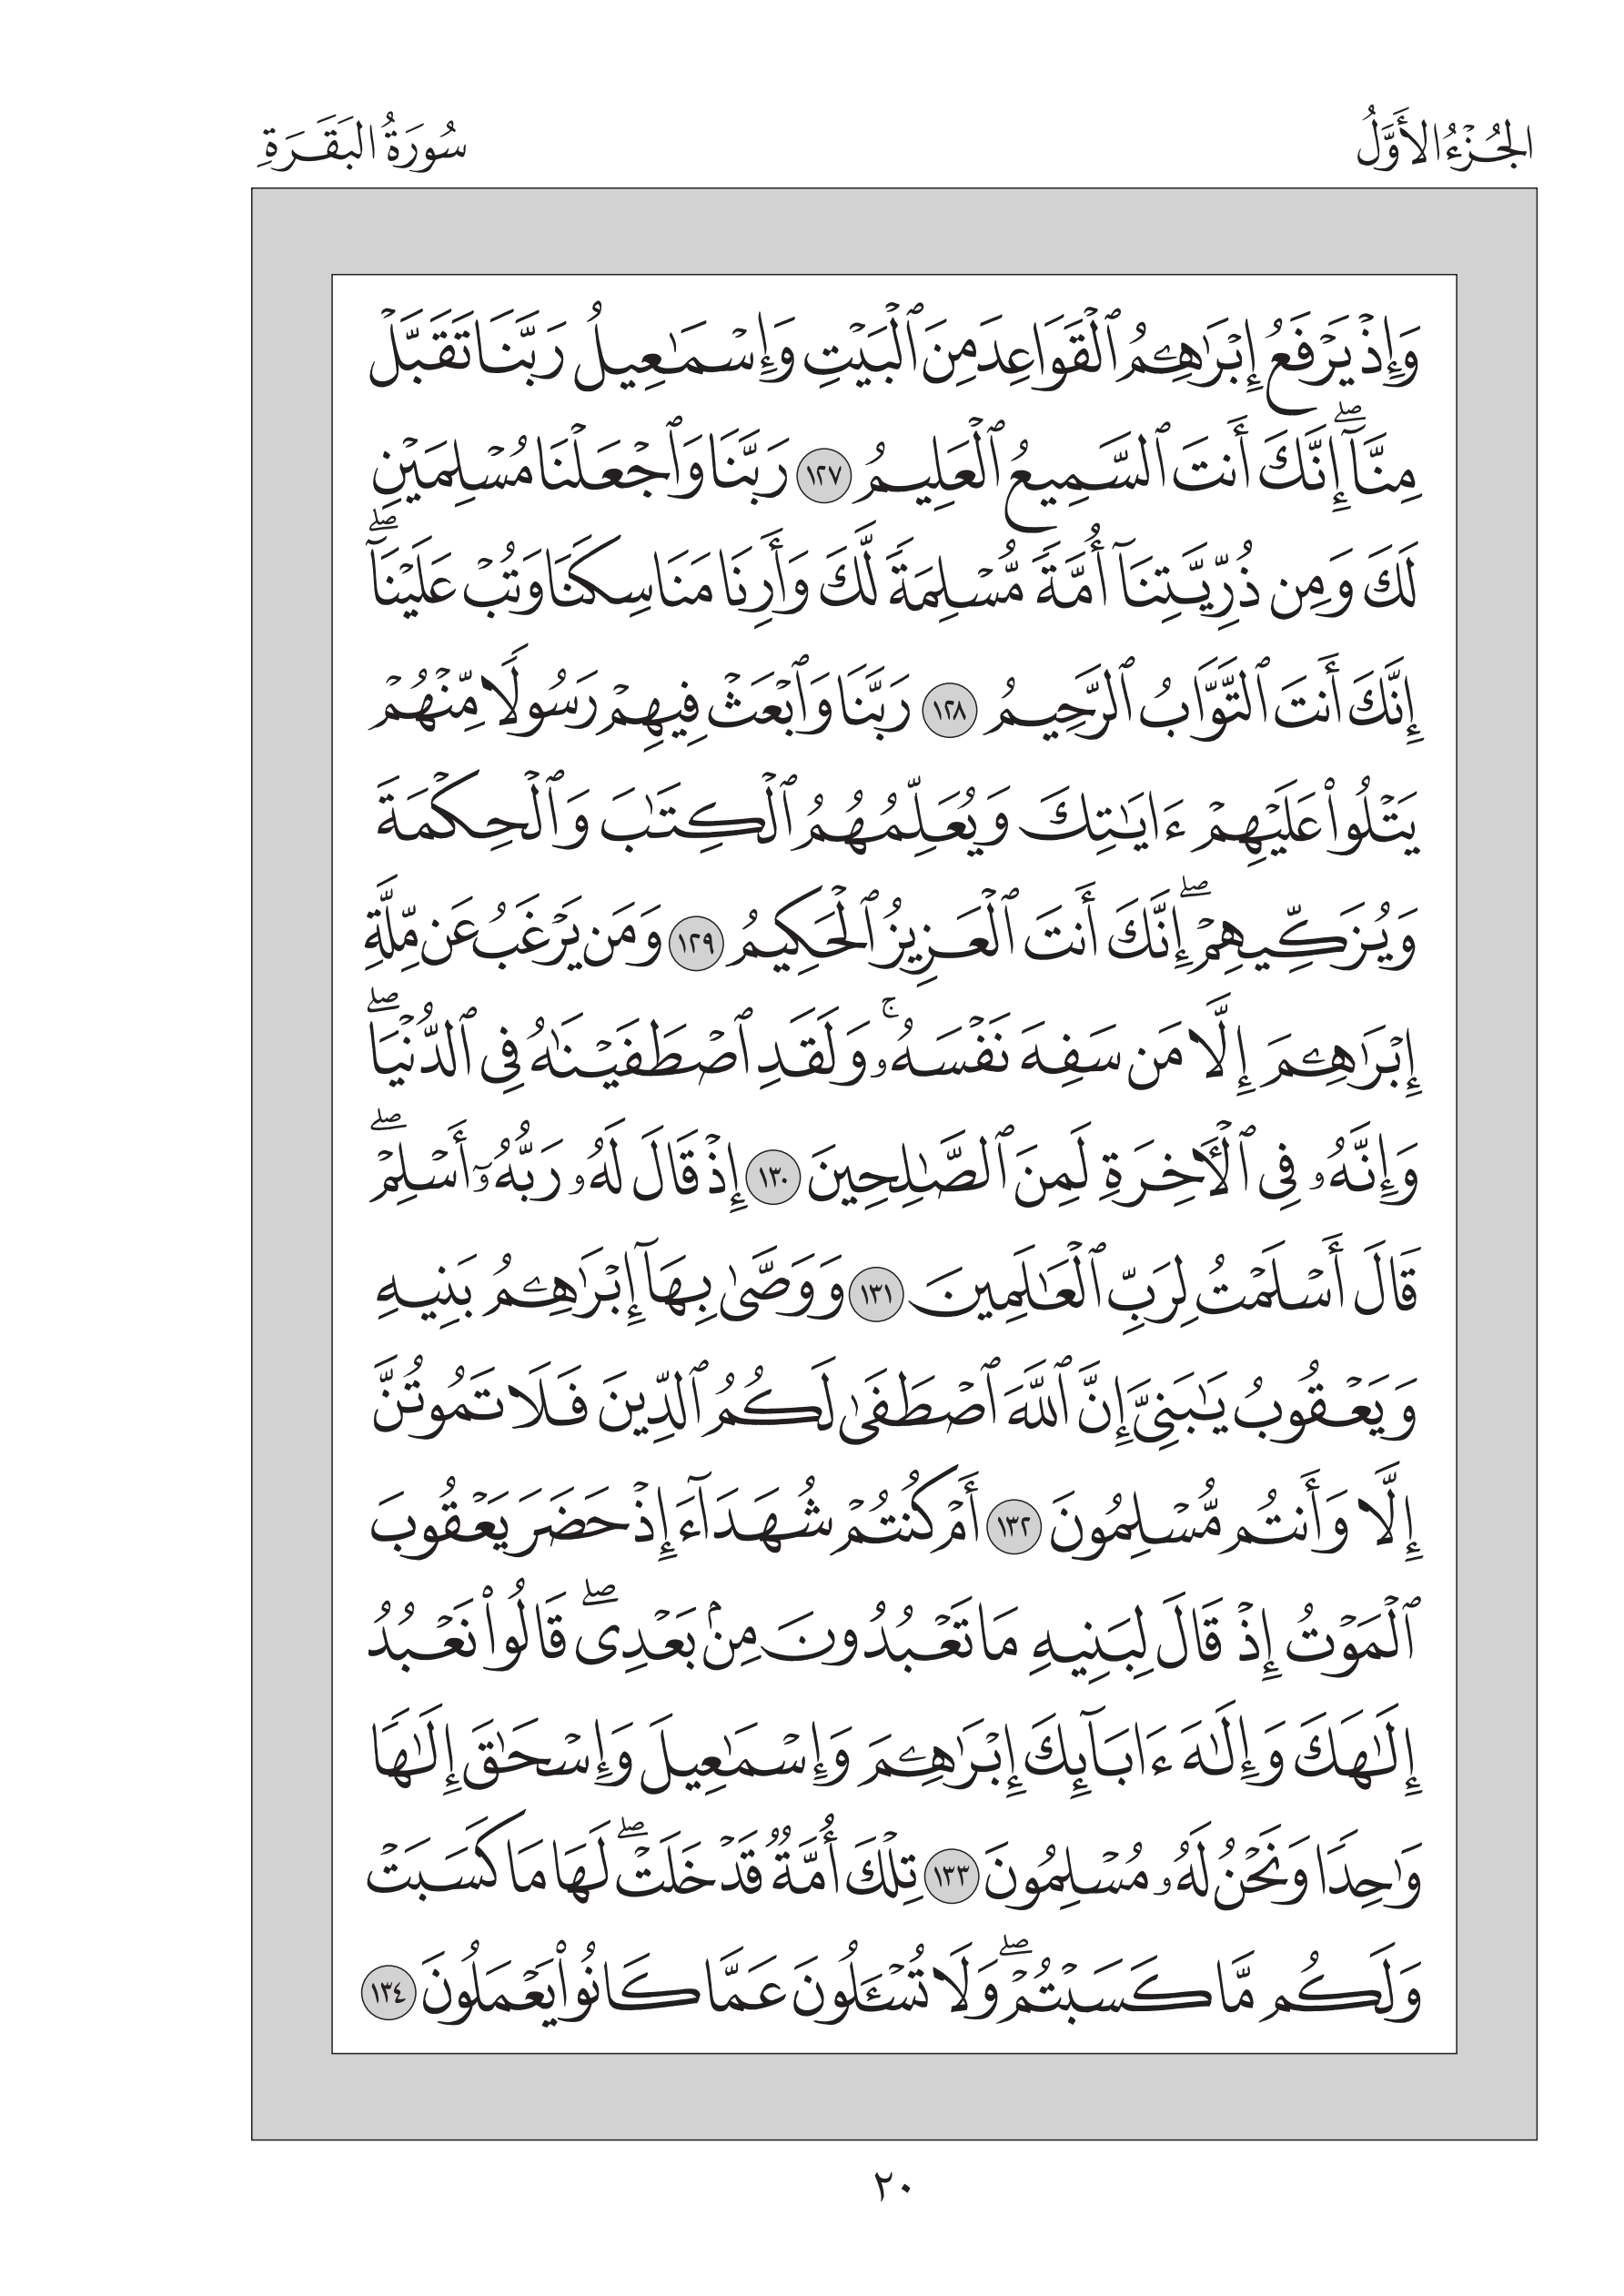 الجُزْءُ الأَوَّلُ
سُورَةُ البَقَرَةِ
وَإِذۡ يَرۡفَعُ إِبۡرَٰهِـۧمُ ٱلۡقَوَاعِدَ مِنَ ٱلۡبَيۡتِ وَإِسۡمَٰعِيلُ رَبَّنَا تَقَبَّلۡ
مِنَّآۖ إِنَّكَ أَنتَ ٱلسَّمِيعُ ٱلۡعَلِيمُ ١٢٧ رَبَّنَا وَٱجۡعَلۡنَا مُسۡلِمَيۡنِ
لَكَ وَمِن ذُرِّيَّتِنَآ أُمَّةٗ مُّسۡلِمَةٗ لَّكَ وَأَرِنَا مَنَاسِكَنَا وَتُبۡ عَلَيۡنَآۖ
إِنَّكَ أَنتَ ٱلتَّوَّابُ ٱلرَّحِيمُ ١٢٨ رَبَّنَا وَٱبۡعَثۡ فِيهِمۡ رَسُولٗا مِّنۡهُمۡ
يَتۡلُواْ عَلَيۡهِمۡ ءَايَٰتِكَ وَيُعَلِّمُهُمُ ٱلۡكِتَٰبَ وَٱلۡحِكۡمَةَ
وَيُزَكِّيهِمۡۖ إِنَّكَ أَنتَ ٱلۡعَزِيزُ ٱلۡحَكِيمُ ١٢٩ وَمَن يَرۡغَبُ عَن مِّلَّةِ
إِبۡرَٰهِـۧمَ إِلَّا مَن سَفِهَ نَفۡسَهُۥۚ وَلَقَدِ ٱصۡطَفَيۡنَٰهُ فِي ٱلدُّنۡيَاۖ
وَإِنَّهُۥ فِي ٱلۡأٓخِرَةِ لَمِنَ ٱلصَّٰلِحِينَ ١٣٠ إِذۡ قَالَ لَهُۥ رَبُّهُۥٓ أَسۡلِمۡۖ
قَالَ أَسۡلَمۡتُ لِرَبِّ ٱلۡعَٰلَمِينَ ١٣١ وَوَصَّىٰ بِهَآ إِبۡرَٰهِـۧمُ بَنِيهِ
وَيَعۡقُوبُ يَٰبَنِيَّ إِنَّ ٱللَّهَ ٱصۡطَفَىٰ لَكُمُ ٱلدِّينَ فَلَا تَمُوتُنَّ
إِلَّا وَأَنتُم مُّسۡلِمُونَ ١٣٢ أَمۡ كُنتُمۡ شُهَدَآءَ إِذۡ حَضَرَ يَعۡقُوبَ
ٱلۡمَوۡتُ إِذۡ قَالَ لِبَنِيهِ مَا تَعۡبُدُونَ مِنۢ بَعۡدِيۖ قَالُواْ نَعۡبُدُ
إِلَٰهَكَ وَإِلَٰهَ ءَابَآئِكَ إِبۡرَٰهِـۧمَ وَإِسۡمَٰعِيلَ وَإِسۡحَٰقَ إِلَٰهٗا
وَٰحِدٗا وَنَحۡنُ لَهُۥ مُسۡلِمُونَ ١٣٣ تِلۡكَ أُمَّةٞ قَدۡ خَلَتۡۖ لَهَا مَا كَسَبَتۡ
وَلَكُم مَّا كَسَبۡتُمۡۖ وَلَا تُسۡـَٔلُونَ عَمَّا كَانُواْ يَعۡمَلُونَ ١٣٤
٢٠